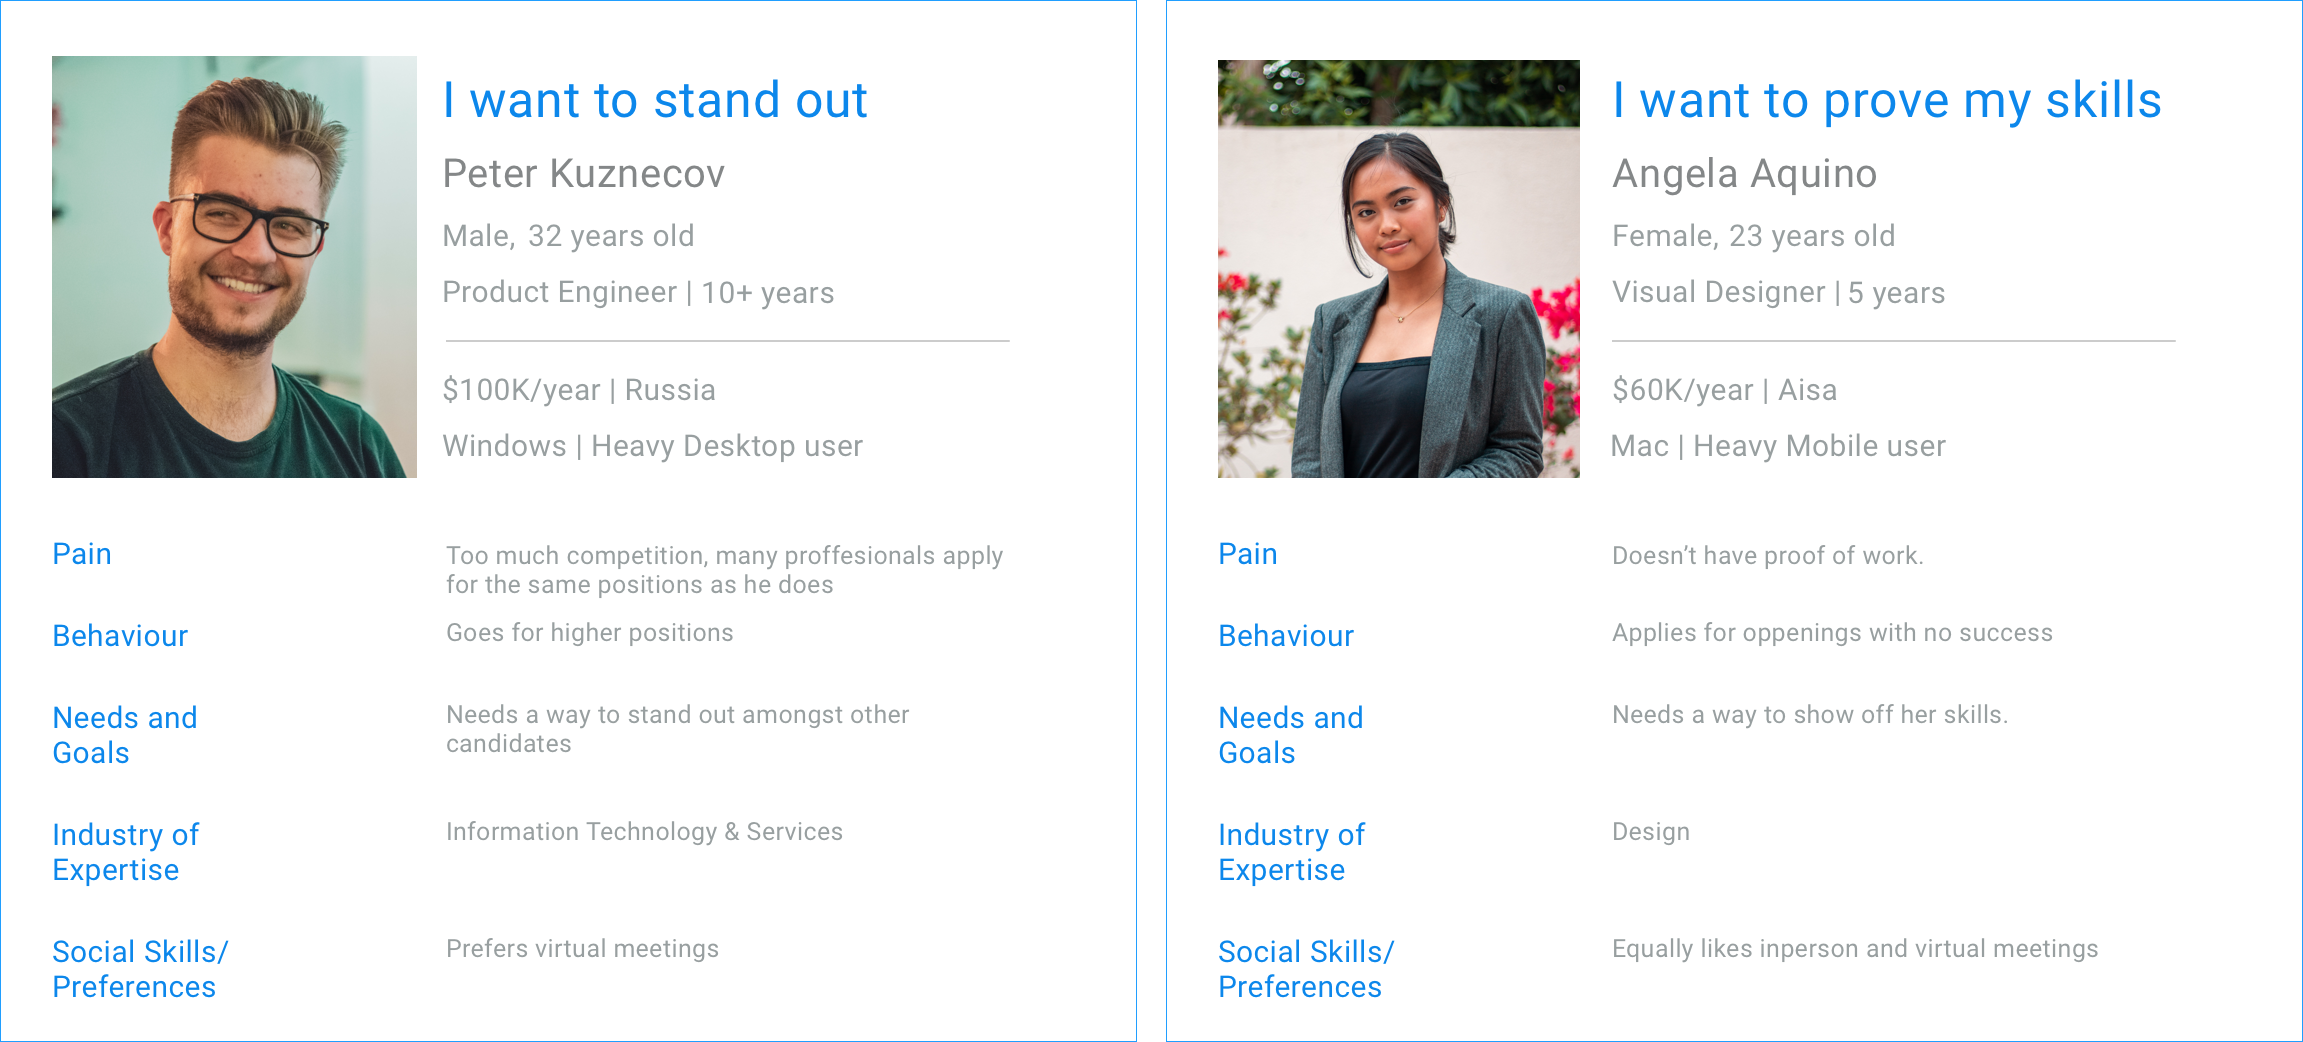 I want to stand out
Peter Kuznecov
Male, 32 years old
Product Engineer | 10+ years
$100K/year | Russia
Windows | Heavy Desktop user
Pain
Too much competition, many proffesionals apply
for the same positions as he does
Behaviour
Goes for higher positions
Needs and
Goals
Needs a way to stand out amongst other
candidates
Industry of
Expertise
Information Technology & Services
Social Skills/
Preferences
Prefers virtual meetings
I want to prove my skills
Angela Aquino
Female, 23 years old
Visual Designer | 5 years
$60K/year | Aisa
Mac | Heavy Mobile user
Pain
Doesn’t have proof of work.
Behaviour
Applies for oppenings with no success
Needs and
Goals
Needs a way to show off her skills.
Industry of
Expertise
Design
Social Skills/
Preferences
Equally likes inperson and virtual meetings